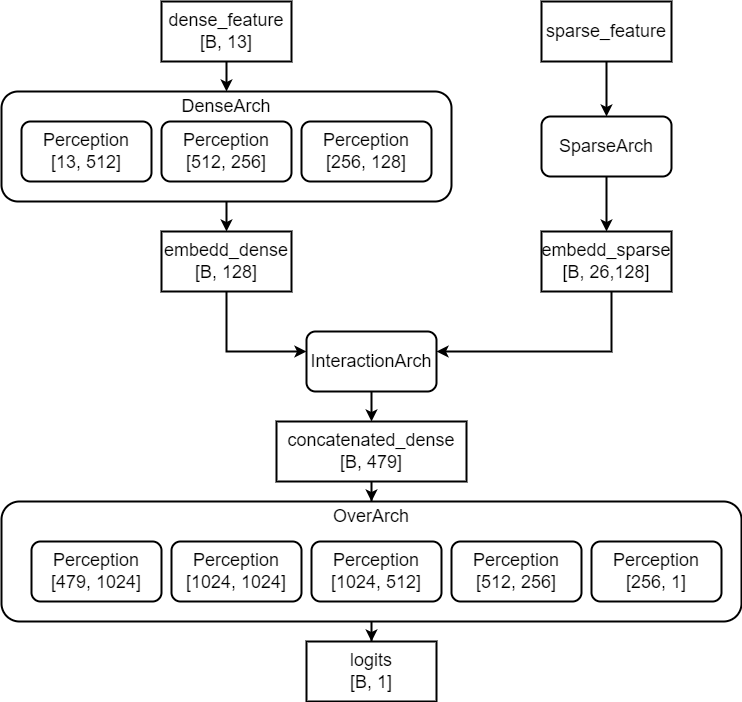 dense_feature
[B, 13]
sparse_feature
DenseArch
Perception
[13, 512]
Perception
[512, 256]
Perception
[256, 128]
SparseArch
embedd_dense
[B, 128]
embedd_sparse
[B, 26,128]
InteractionArch
concatenated_dense
[B, 479]
OverArch
Perception
[479, 1024]
Perception
[1024, 1024]
Perception
[1024, 512]
Perception
[512, 256]
Perception
[256, 1]
logits
[B, 1]